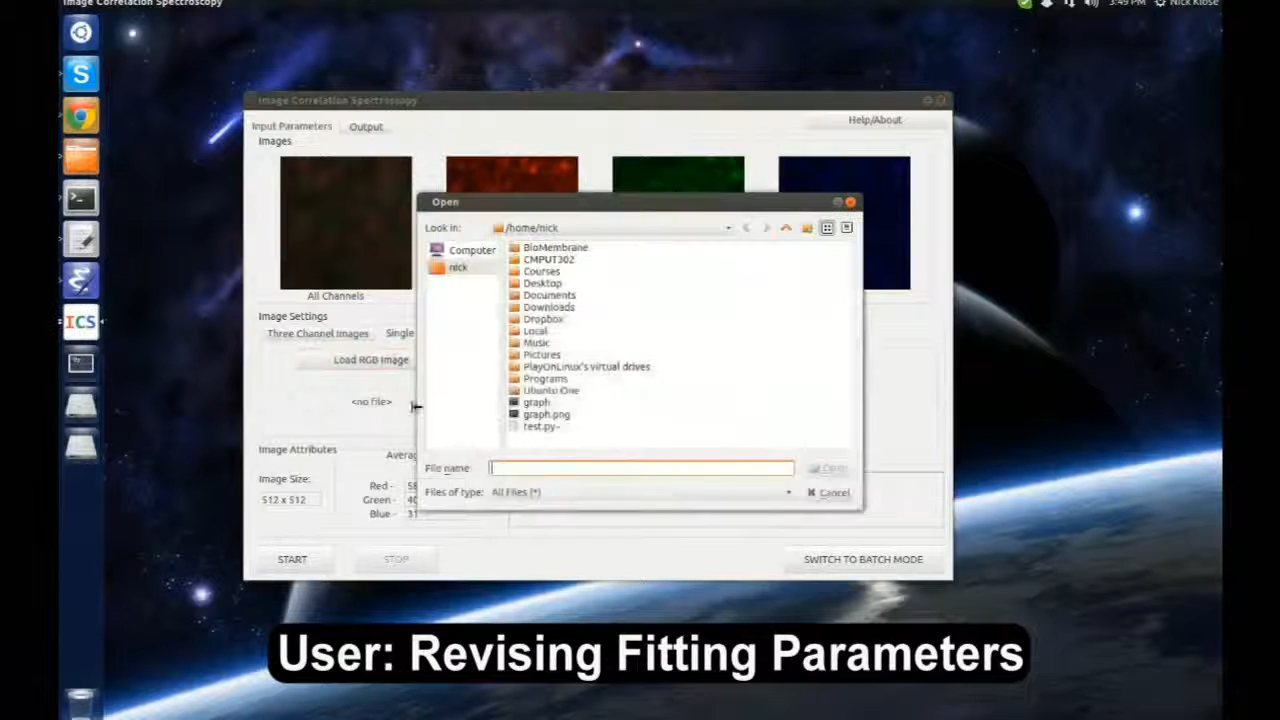 Image Correlation Spectroscopy
3:49 PM Nick Klose
Image Correlation Spectroscopy
Input Parameters Output Help/About
Images
Open
Look in: /home/nick
Computer
nick
BioMembrane
CMPUT302
Courses
Desktop
Documents
Downloads
Dropbox
Local
Music
Pictures
PlayOnLinux's virtual drives
Programs
Ubuntu One
graph
graph.png
test.py~
File name
Files of type: All Files (*)
Open
Cancel
All Channels
Image Settings
Three Channel Images Single
Load RGB Image
<no file>
Image Attributes
Image Size:
512 x 512
Red -
Green -
Blue -
START STOP SWITCH TO BATCH MODE
S
ICS
User: Revising Fitting Parameters